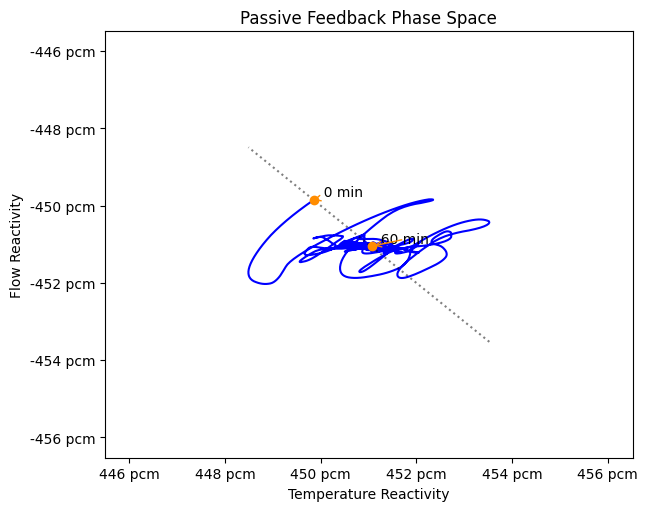 Passive Feedback Phase Space
-446 pcm
-448 pcm
-450 pcm
-452 pcm
-454 pcm
-456 pcm
Flow Reactivity
0 min
60 min
446 pcm 448 pcm 450 pcm 452 pcm 454 pcm 456 pcm
Temperature Reactivity